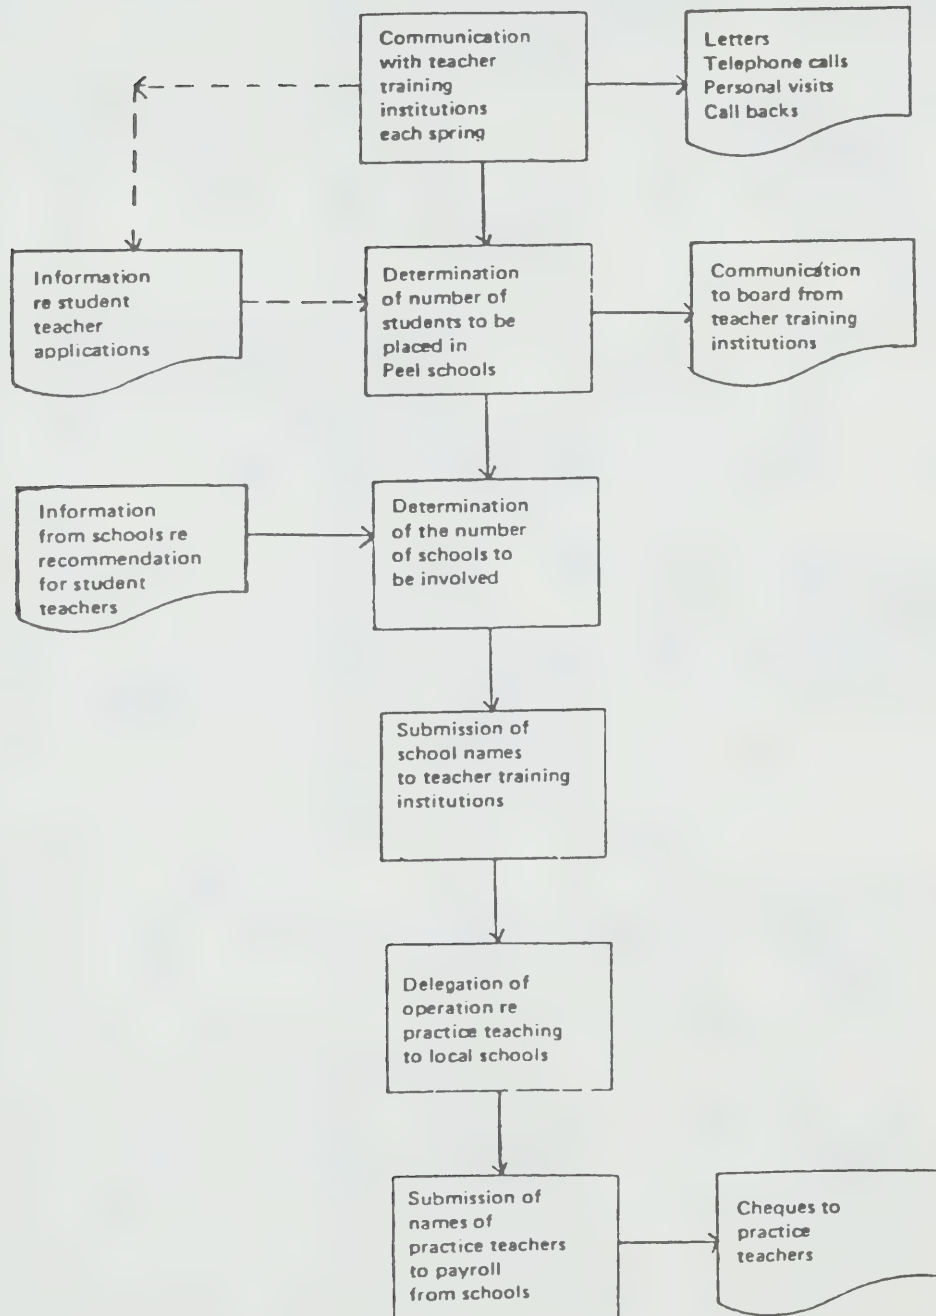 Communication
with teacher
training
institutions
each spring
Letters
Telephone calls
Personal visits
Call backs
Information
re student
teacher
applications
Determination
of number of
students to be
placed in
Peel schools
Communication
to board from
teacher training
institutions
Information
from schools re
recommendation
for student
teachers
Determination
of the number
of schools to
be involved
Submission of
school names
to teacher training
institutions
Delegation of
operation re
practice teaching
to local schools
Submission of
names of
practice teachers
to payroll
from schools
Cheques to
practice
teachers